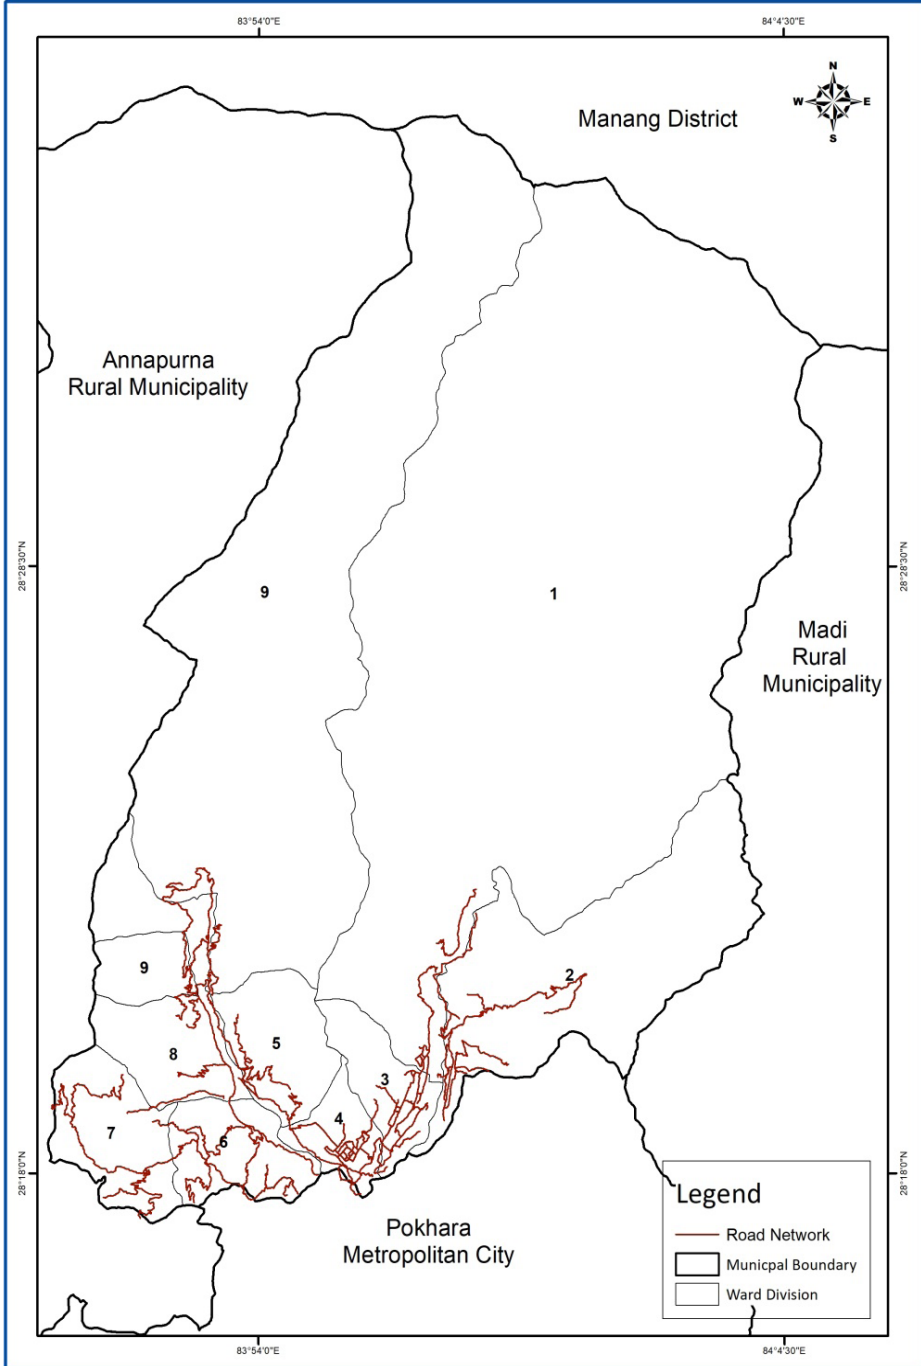 83°54'0"E
84°4'30"E
N
W
E
S
Manang District
Annapurna
Rural Municipality
28°28'30"N
28°28'30"N
9
1
Madi
Rural
Municipality
9
2
5
8
3
4
7
6
28°18'0"N
28°18'0"N
Legend
Road Network
Municpal Boundary
Ward Division
Pokhara
Metropolitan City
83°54'0"E
84°4'30"E